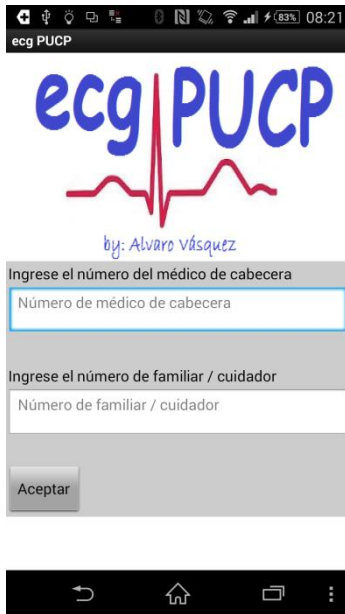 83% 08:21
ecg PUCP
ecg PUCP
by: Alvaro Vásquez
Ingrese el número del médico de cabecera
Número de médico de cabecera
Ingrese el número de familiar / cuidador
Número de familiar / cuidador
Aceptar